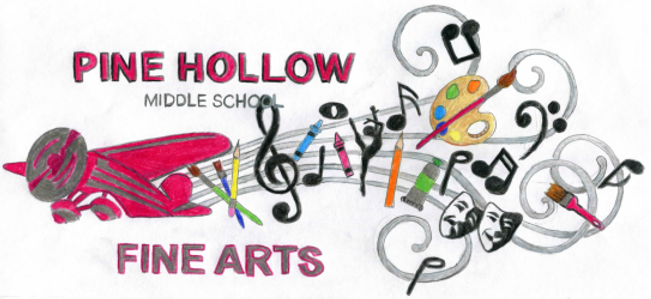 PINE HOLLOW
MIDDLE SCHOOL
FINE ARTS